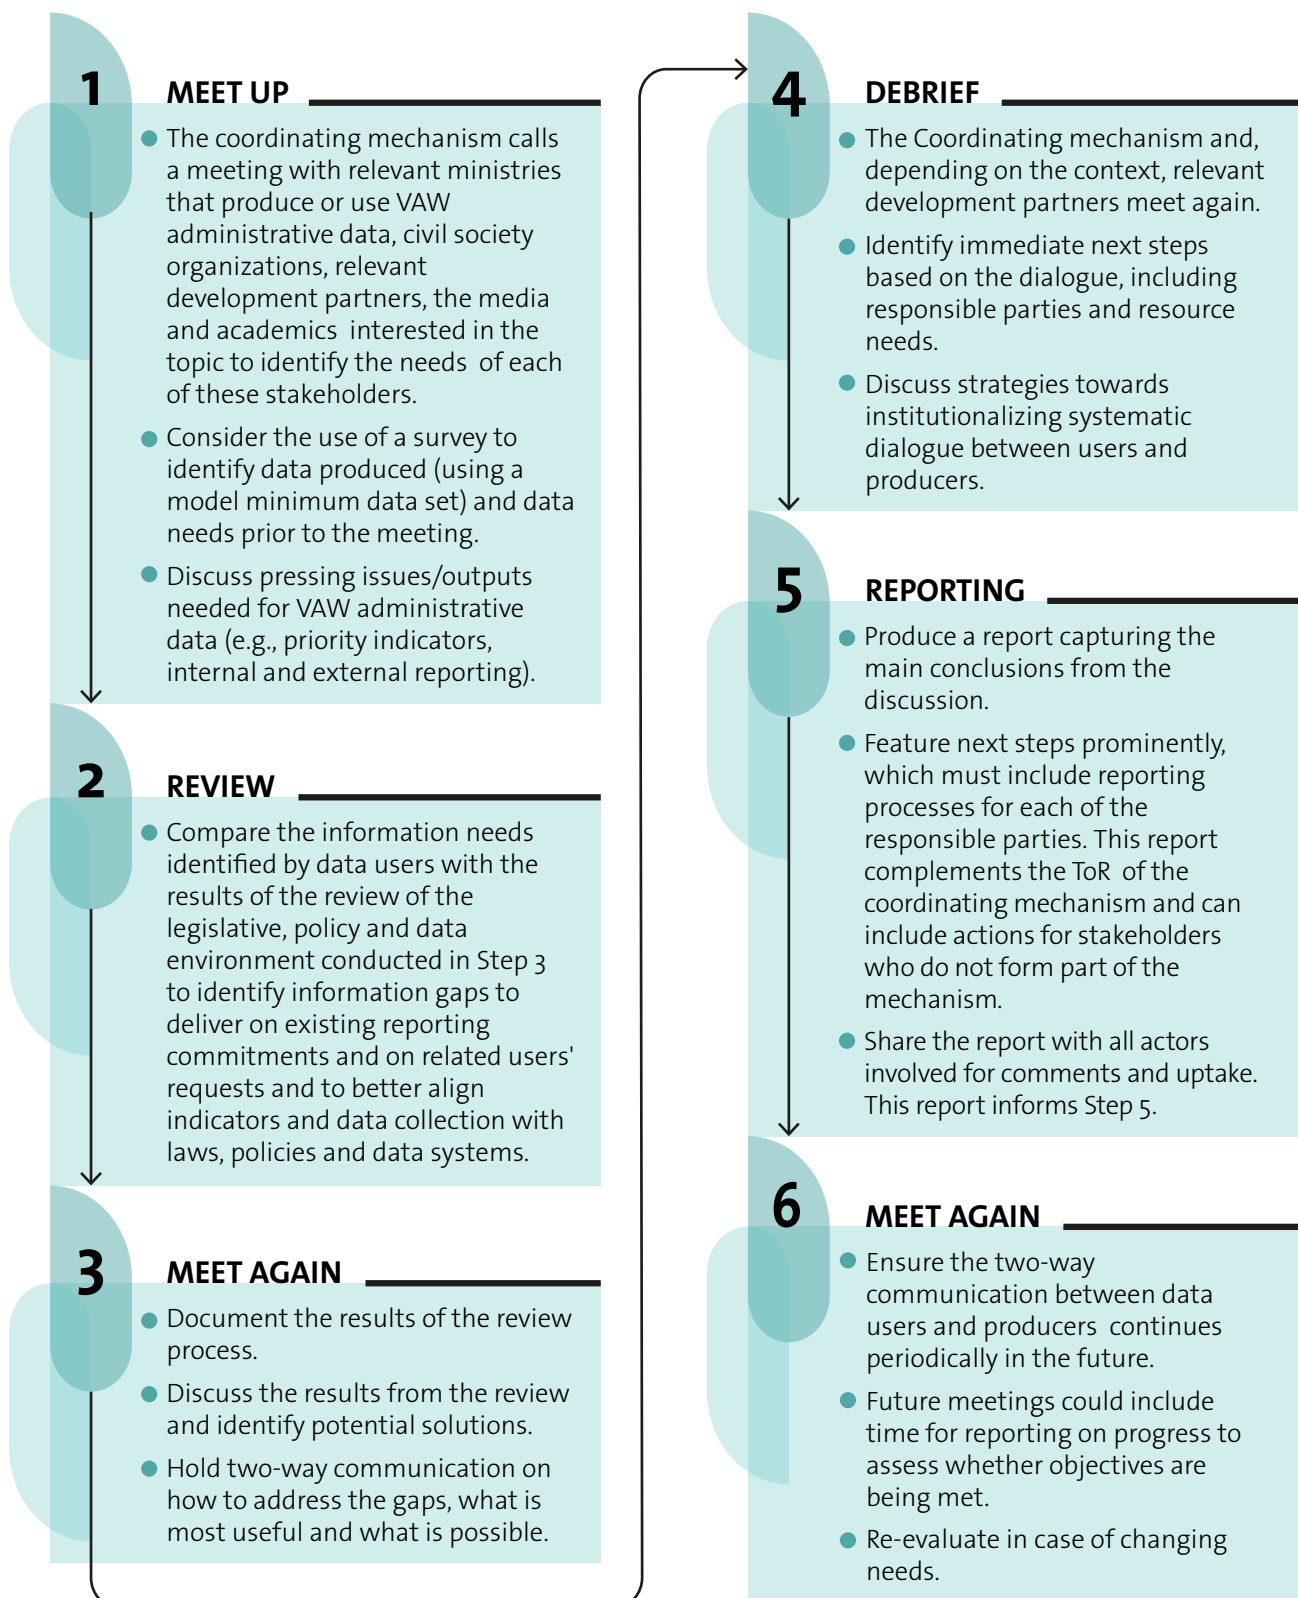 1
MEET UP
The coordinating mechanism calls
a meeting with relevant ministries
that produce or use VAW
administrative data, civil society
organizations, relevant
development partners, the media
and academics interested in the
topic to identify the needs of each
of these stakeholders.
Consider the use of a survey to
identify data produced (using a
model minimum data set) and data
needs prior to the meeting.
Discuss pressing issues/outputs
needed for VAW administrative
data (e.g., priority indicators,
internal and external reporting).
2
REVIEW
Compare the information needs
identified by data users with the
results of the review of the
legislative, policy and data
environment conducted in Step 3
to identify information gaps to
deliver on existing reporting
commitments and on related users'
requests and to better align
indicators and data collection with
laws, policies and data systems.
3
MEET AGAIN
Document the results of the review
process.
Discuss the results from the review
and identify potential solutions.
Hold two-way communication on
how to address the gaps, what is
most useful and what is possible.
4
DEBRIEF
The Coordinating mechanism and,
depending on the context, relevant
development partners meet again.
Identify immediate next steps
based on the dialogue, including
responsible parties and resource
needs.
Discuss strategies towards
institutionalizing systematic
dialogue between users and
producers.
5
REPORTING
Produce a report capturing the
main conclusions from the
discussion.
Feature next steps prominently,
which must include reporting
processes for each of the
responsible parties. This report
complements the ToR of the
coordinating mechanism and can
include actions for stakeholders
who do not form part of the
mechanism.
Share the report with all actors
involved for comments and uptake.
This report informs Step 5.
6
MEET AGAIN
Ensure the two-way
communication between data
users and producers continues
periodically in the future.
Future meetings could include
time for reporting on progress to
assess whether objectives are
being met.
Re-evaluate in case of changing
needs.